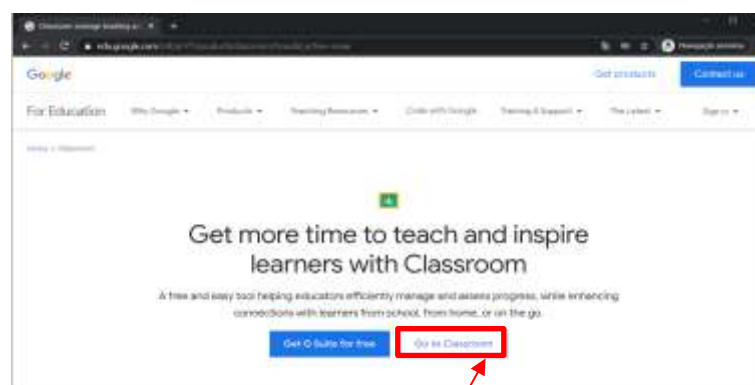 Google
Get products
Contact us
For Education
Why Google
Products
Teaching Resources
Code with Google
Training & Support
The Latest
Sign in
Home > Classroom
Get more time to teach and inspire
learners with Classroom
A free and easy tool helping educators efficiently manage and assess progress, while enhancing
connections with learners from school, from home, or on the go.
Get G Suite for free
Go to Classroom